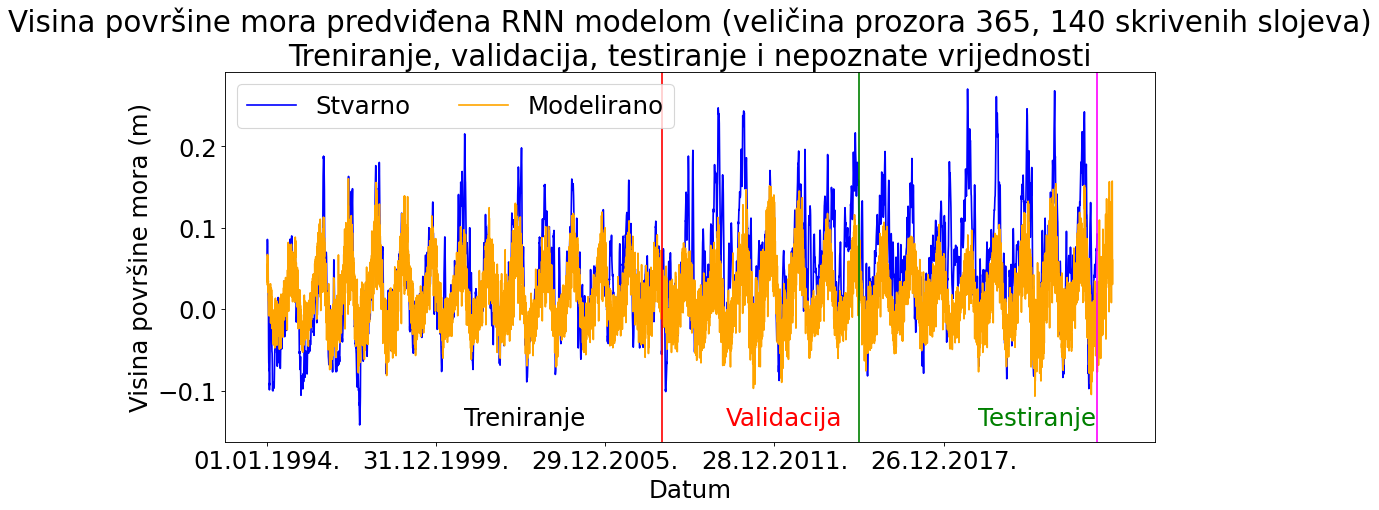 Visina površine mora predviđena RNN modelom (veličina prozora 365, 140 skrivenih slojeva)
Treniranje, validacija, testiranje i nepoznate vrijednosti
Stvarno Modelirano
Visina površine mora (m)
0.2
0.1
0.0
−0.1
Treniranje Validacija Testiranje
01.01.1994. 31.12.1999. 29.12.2005. 28.12.2011. 26.12.2017.
Datum